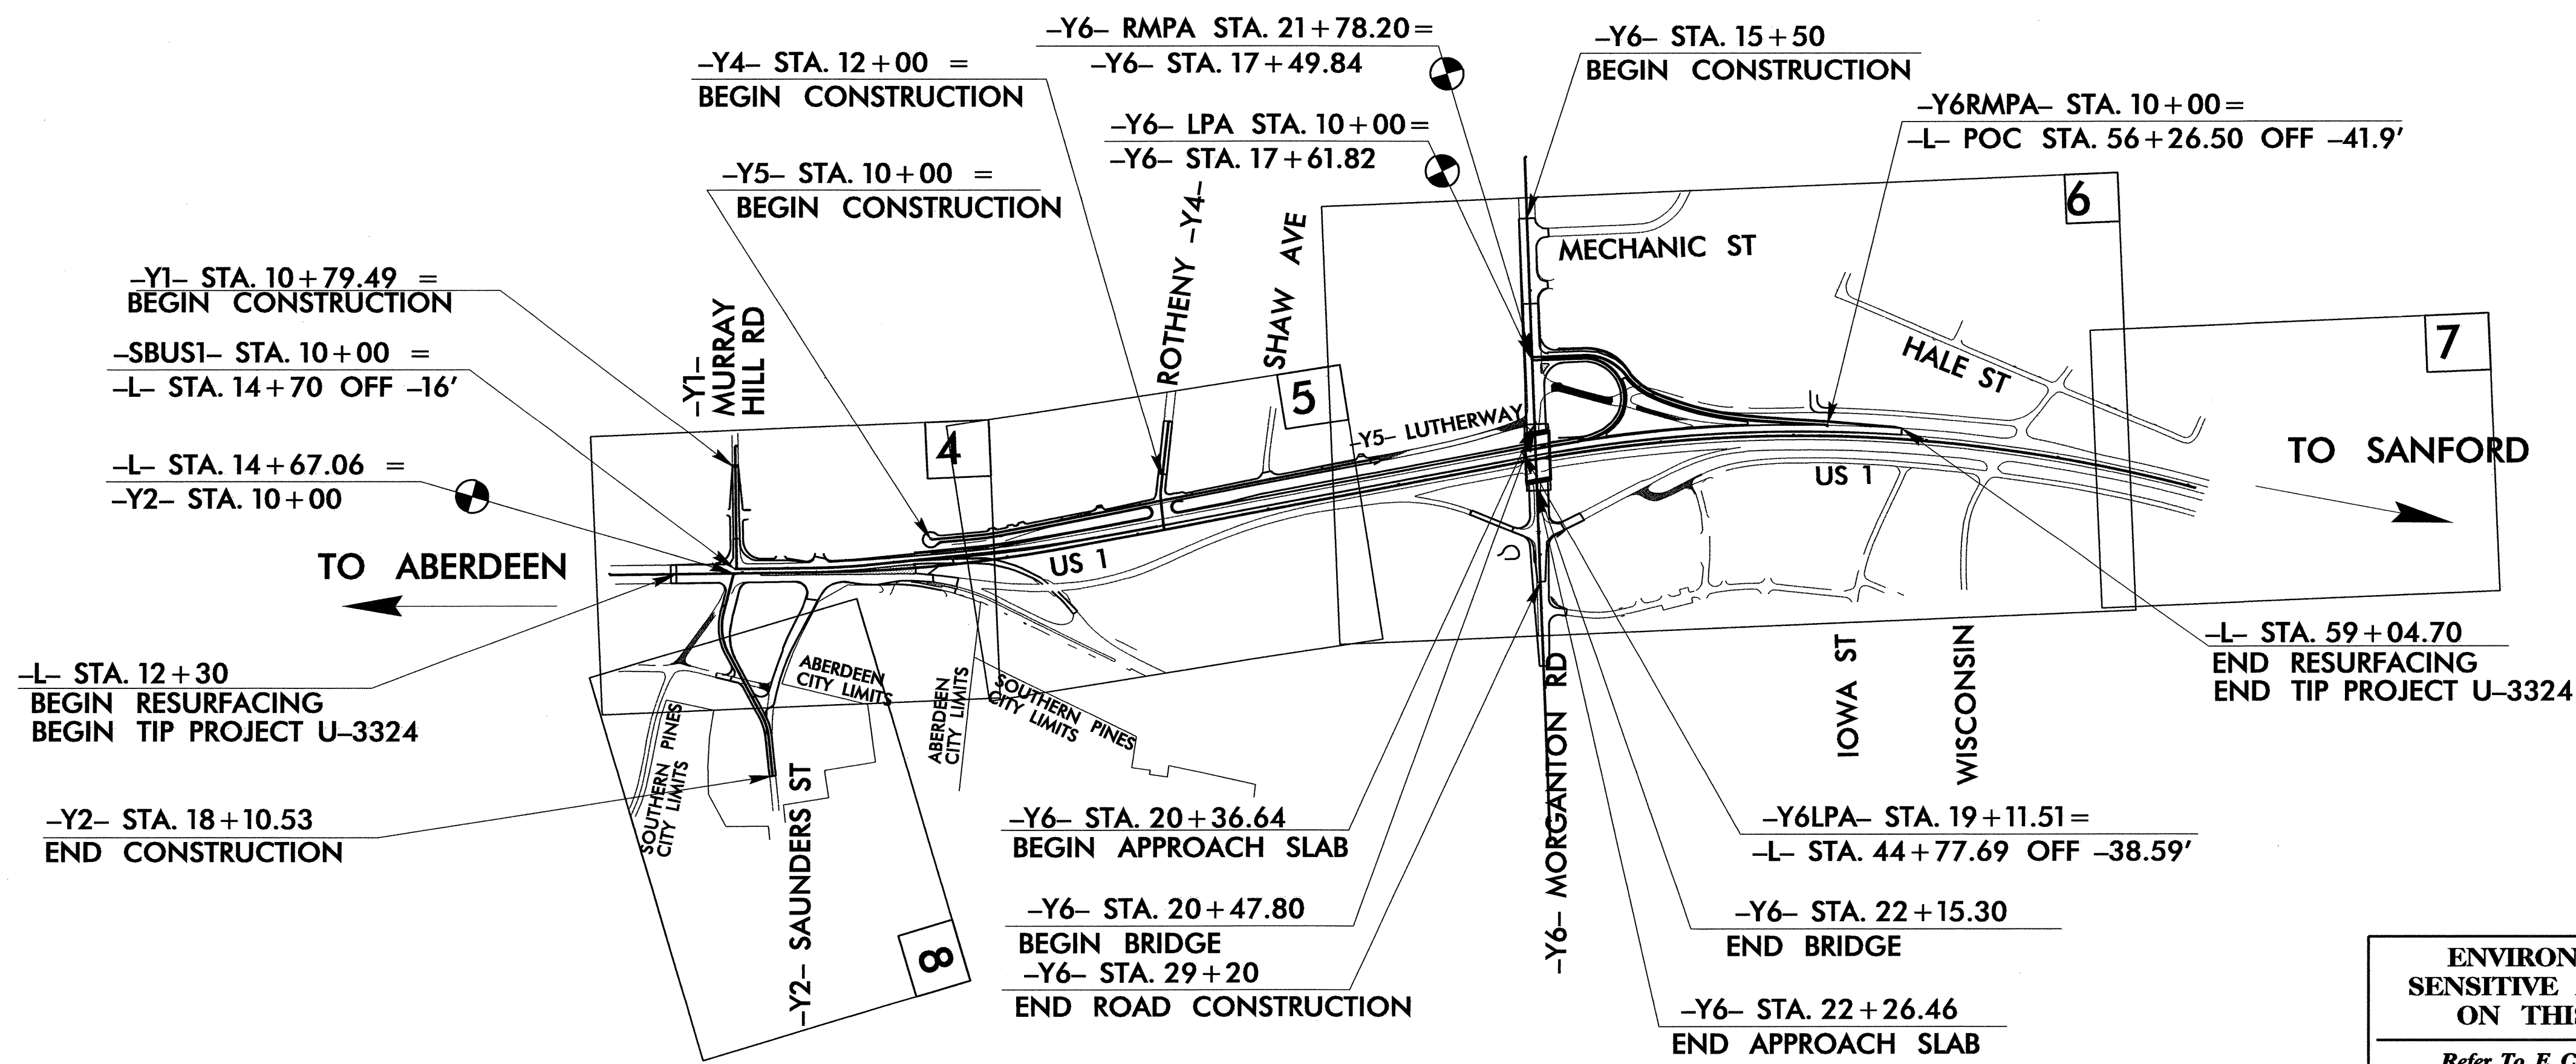 -Y6- RMPA STA. 21+78.20=
-Y6- STA. 17+49.84
-Y6- STA. 15+50
BEGIN CONSTRUCTION
-Y4- STA. 12+00 =
BEGIN CONSTRUCTION
-Y6RMPA- STA. 10+00=
-L- POC STA. 56+26.50 OFF -41.9'
-Y6- LPA STA. 10+00=
-Y6- STA. 17+61.82
-Y5- STA. 10+00 =
BEGIN CONSTRUCTION
-Y1- STA. 10+79.49 =
BEGIN CONSTRUCTION
-SBUS1- STA. 10+00 =
-L- STA. 14+70 OFF -16'
-L- STA. 14+67.06 =
-Y2- STA. 10+00
-Y1-
MURRAY
HILL RD
ROTHENY -Y4-
SHAW AVE
6
MECHANIC ST
HALE ST
7
5
4
-Y5- LUTHERWAY
TO SANFORD
US 1
US 1
TO ABERDEEN
-L- STA. 12+30
BEGIN RESURFACING
BEGIN TIP PROJECT U-3324
ABERDEEN
CITY LIMITS
ABERDEEN
CITY LIMITS
SOUTHERN PINES
CITY LIMITS
SOUTHERN PINES
CITY LIMITS
-Y2- STA. 18+10.53
END CONSTRUCTION
-Y2- SAUNDERS ST
8
-Y6- STA. 20+36.64
BEGIN APPROACH SLAB
-Y6- STA. 20+47.80
BEGIN BRIDGE
-Y6- STA. 29+20
END ROAD CONSTRUCTION
-Y6- MORGANTON RD
IOWA ST
WISCONSIN
-L- STA. 59+04.70
END RESURFACING
END TIP PROJECT U-3324
-Y6LPA- STA. 19+11.51=
-L- STA. 44+77.69 OFF -38.59'
-Y6- STA. 22+15.30
END BRIDGE
-Y6- STA. 22+26.46
END APPROACH SLAB
ENVIRON
SENSITIVE
ON THIS
Refer To E. C